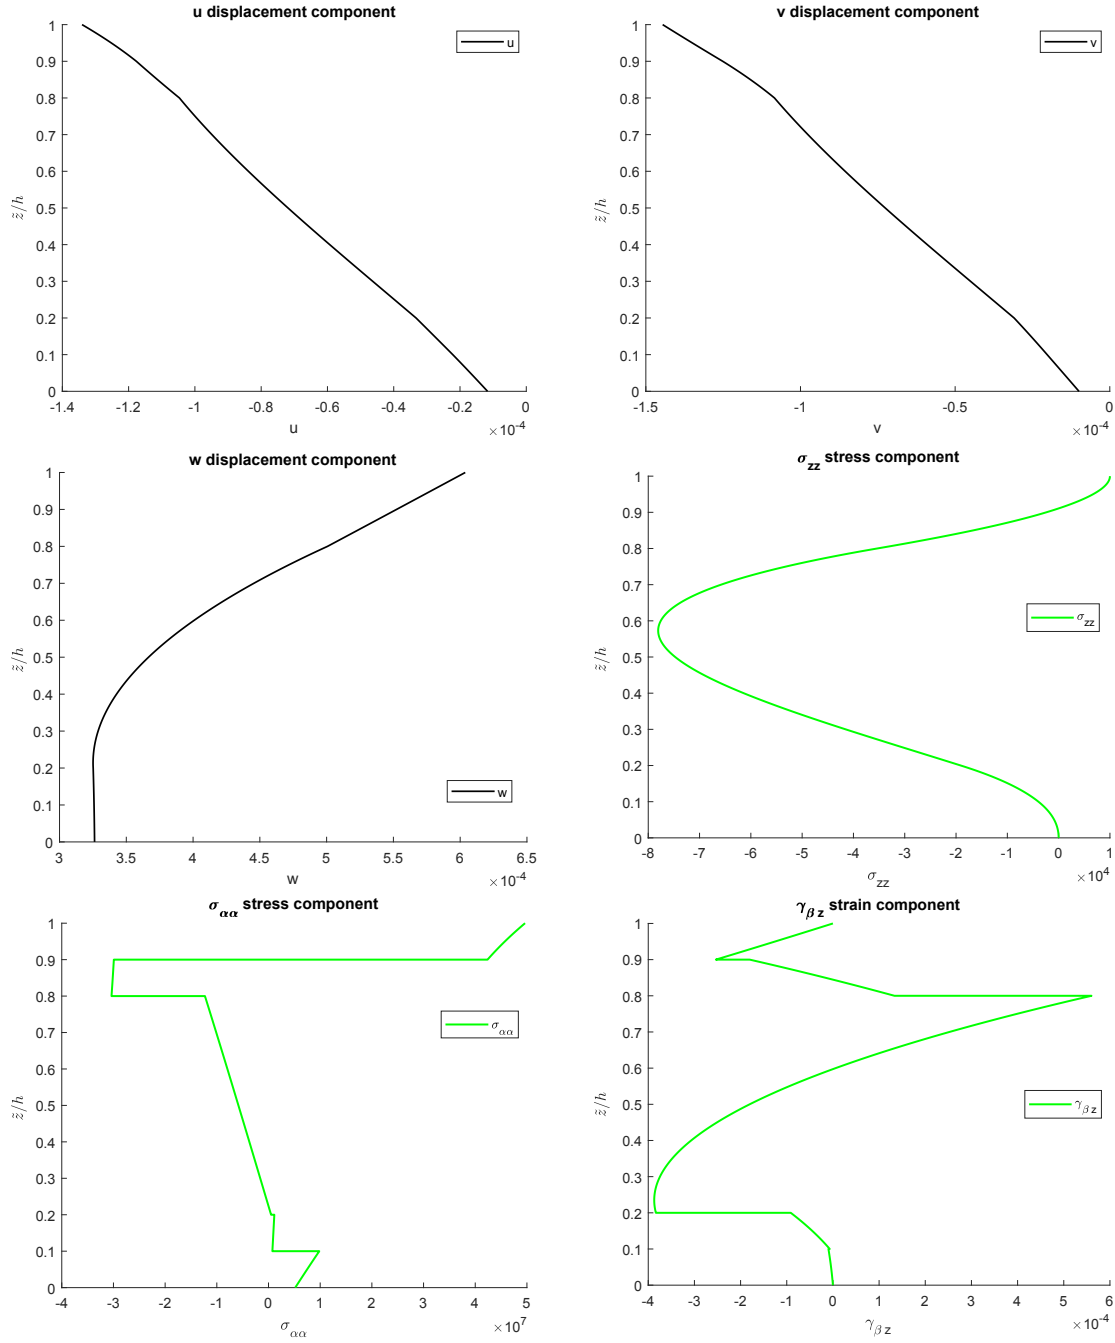 u displacement component
1
0.9
0.8
0.7
0.6
0.5
0.4
0.3
0.2
0.1
0
z̃/h
u
-1.4 -1.2 -1 -0.8 -0.6 -0.4 -0.2 0
×10⁻⁴
u
v displacement component
1
0.9
0.8
0.7
0.6
0.5
0.4
0.3
0.2
0.1
0
z̃/h
v
-1.5 -1 -0.5 0
×10⁻⁴
v
w displacement component
1
0.9
0.8
0.7
0.6
0.5
0.4
0.3
0.2
0.1
0
z̃/h
w
3 3.5 4 4.5 5 5.5 6 6.5
×10⁻⁴
w
σzz stress component
1
0.9
0.8
0.7
0.6
0.5
0.4
0.3
0.2
0.1
0
z̃/h
σzz
-8 -7 -6 -5 -4 -3 -2 -1 0 1
×10⁴
σzz
σαα stress component
1
0.9
0.8
0.7
0.6
0.5
0.4
0.3
0.2
0.1
0
z̃/h
σαα
-4 -3 -2 -1 0 1 2 3 4 5
×10⁷
σαα
γβz strain component
1
0.9
0.8
0.7
0.6
0.5
0.4
0.3
0.2
0.1
0
z̃/h
γβz
-4 -3 -2 -1 0 1 2 3 4 5 6
×10⁻⁴
γβz